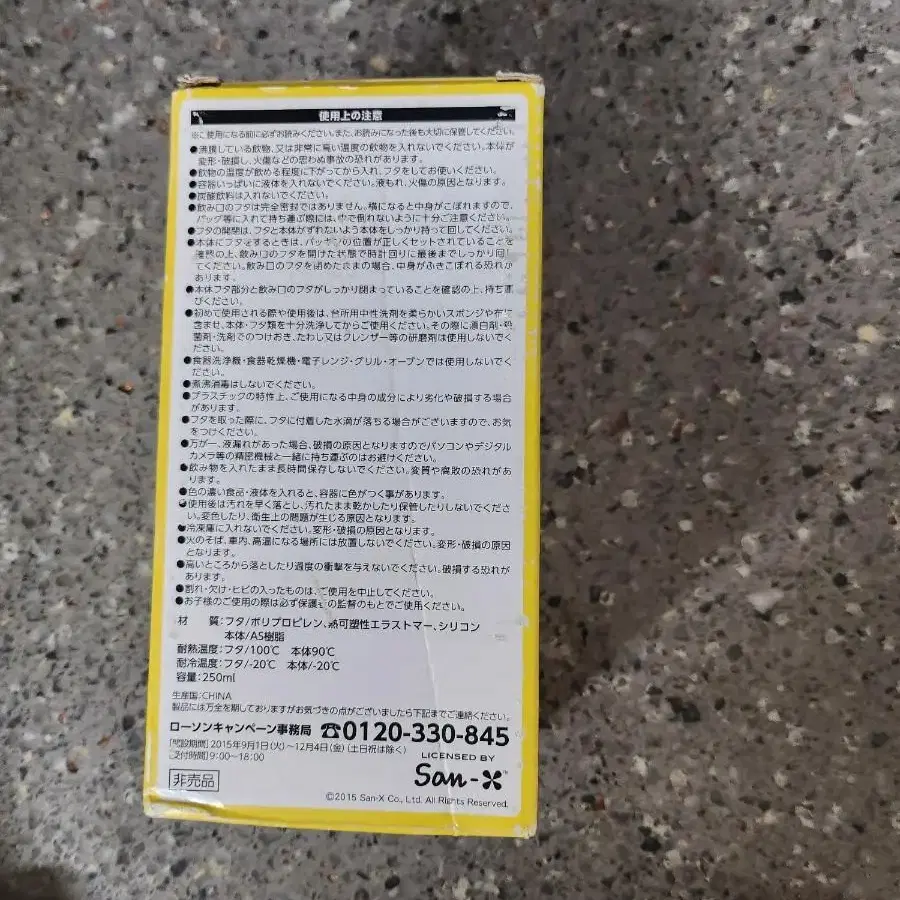 使用上の注意
※ご使用になる前に必ずお読みください。また、お読みになった後も大切に保管してください。
●沸騰している飲物、又は非常に高い温度の飲物を入れないでください。本体が
変形・破損し、火傷などの思わぬ事故の恐れがあります。
●飲物の温度が飲める程度に下がってから入れ、フタをしてお使いください。
●容器いっぱいに液体を入れないでください。液もれ、火傷の原因となります。
●炭酸飲料は入れないでください。
●飲み口のフタは完全密封ではありません。横になると中身がこぼれますので、
バッグ等に入れて持ち運ぶ際には、中で倒れないように十分ご注意ください。
●フタの開閉は、フタと本体がずれないよう本体をしっかり持って回してください。
●本体にフタをするときは、パッキンの位置が正しくセットされていることを
確認の上、飲み口のフタを開けた状態で時計回りに最後までしっかり回し
てください。飲み口のフタを閉めたままの場合、中身がふきこぼれる恐れが
あります。
●本体フタ部分と飲み口のフタがしっかり閉まっていることを確認の上、持ち運
びください。
●初めて使用される際や使用後は、台所用中性洗剤を柔らかいスポンジや布に
含ませ、本体・フタ類を十分洗浄してからご使用ください。その際に漂白剤・殺
菌剤・洗剤でのつけおき、たわし又はクレンザー等の研磨剤は使用しないでく
ださい。
●食器洗浄機・食器乾燥機・電子レンジ・グリル・オーブンでは使用しないでく
ださい。
●煮沸消毒はしないでください。
●プラスチックの特性上、ご使用になる中身の成分により劣化や破損する場合
があります。
●フタを取った際に、フタに付着した水滴が落ちる場合がございますので、お気
をつけください。
●万が一、液漏れがあった場合、破損の原因となりますのでパソコンやデジタル
カメラ等の精密機械と一緒に持ち運ぶのはお避けください。
●飲み物を入れたまま長時間保存しないでください。変質や腐敗の恐れがあ
ります。
●色の濃い食品・液体を入れると、容器に色がつく事があります。
●使用後は汚れを早く落とし、汚れたまま乾かしたり保管したりしないでくださ
い。変色したり、衛生上の問題が生じる原因となります。
●冷凍庫に入れないでください。変形・破損の原因となります。
●火のそば、車内、高温になる場所には放置しないでください。変形・破損の原因
となります。
●高いところから落としたり過度の衝撃を与えないでください。破損する恐れが
あります。
●割れ・欠け・ヒビの入ったものは、ご使用を中止してください。
●お子様のご使用の際は必ず保護者の監督のもとでご使用ください。
材 質:フタ/ポリプロピレン、熱可塑性エラストマー、シリコン
本体/AS樹脂
耐熱温度:フタ/100℃ 本体90℃
耐冷温度:フタ/-20℃ 本体/-20℃
容量:250ml
生産国:CHINA
製品には万全を期しておりますがお気づきの点がございましたら下記までご連絡ください。
ローソンキャンペーン事務局 ☎0120-330-845
[開設期間]2015年9月1日(火)〜12月4日(金)(土日祝は除く)
[受付時間]9:00〜18:00
LICENSED BY
San-X™
非売品
©2015 San-X Co., Ltd. All Rights Reserved.